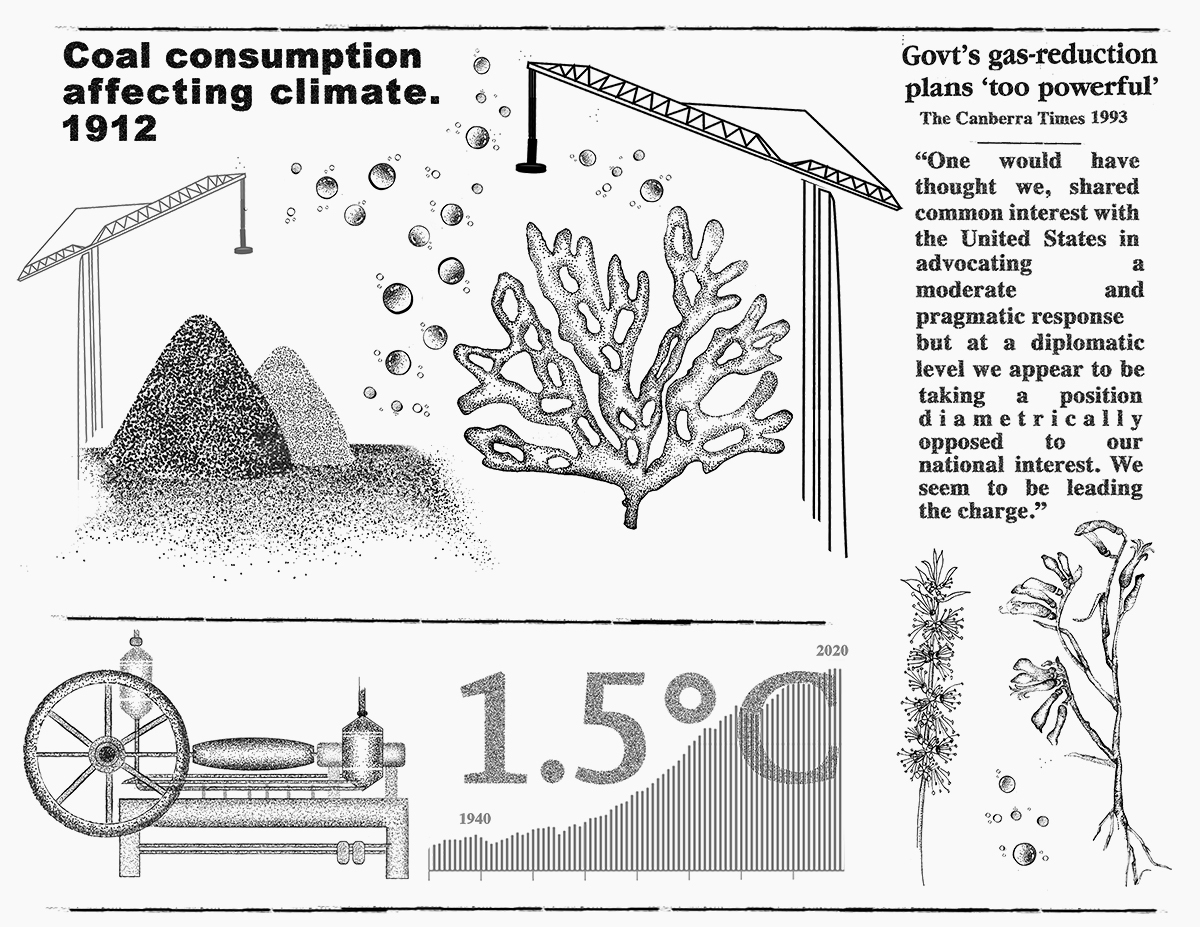 Coal consumption
affecting climate.
1912
Govt’s gas-reduction
plans ‘too powerful’
The Canberra Times 1993
“One would have
thought we, shared
common interest with
the United States in
advocating a
moderate and
pragmatic response
but at a diplomatic
level we appear to be
taking a position
diametrically
opposed to our
national interest. We
seem to be leading
the charge.”
2020
1.5°C
1940